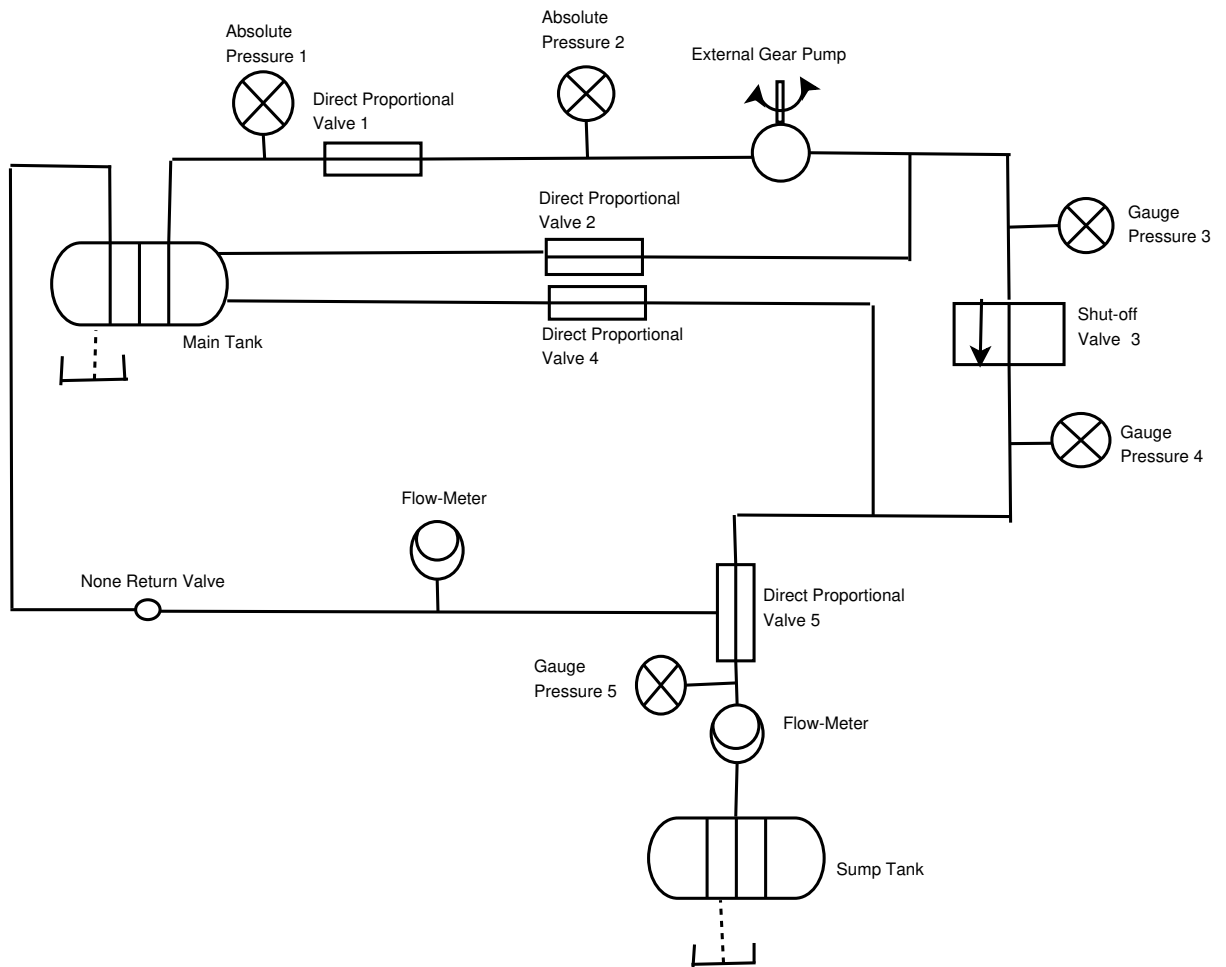 Absolute
Pressure 1
Absolute
Pressure 2
External Gear Pump
Direct Proportional
Valve 1
Direct Proportional
Valve 2
Gauge
Pressure 3
Main Tank
Direct Proportional
Valve 4
Shut-off
Valve 3
Gauge
Pressure 4
Flow-Meter
None Return Valve
Direct Proportional
Valve 5
Gauge
Pressure 5
Flow-Meter
Sump Tank